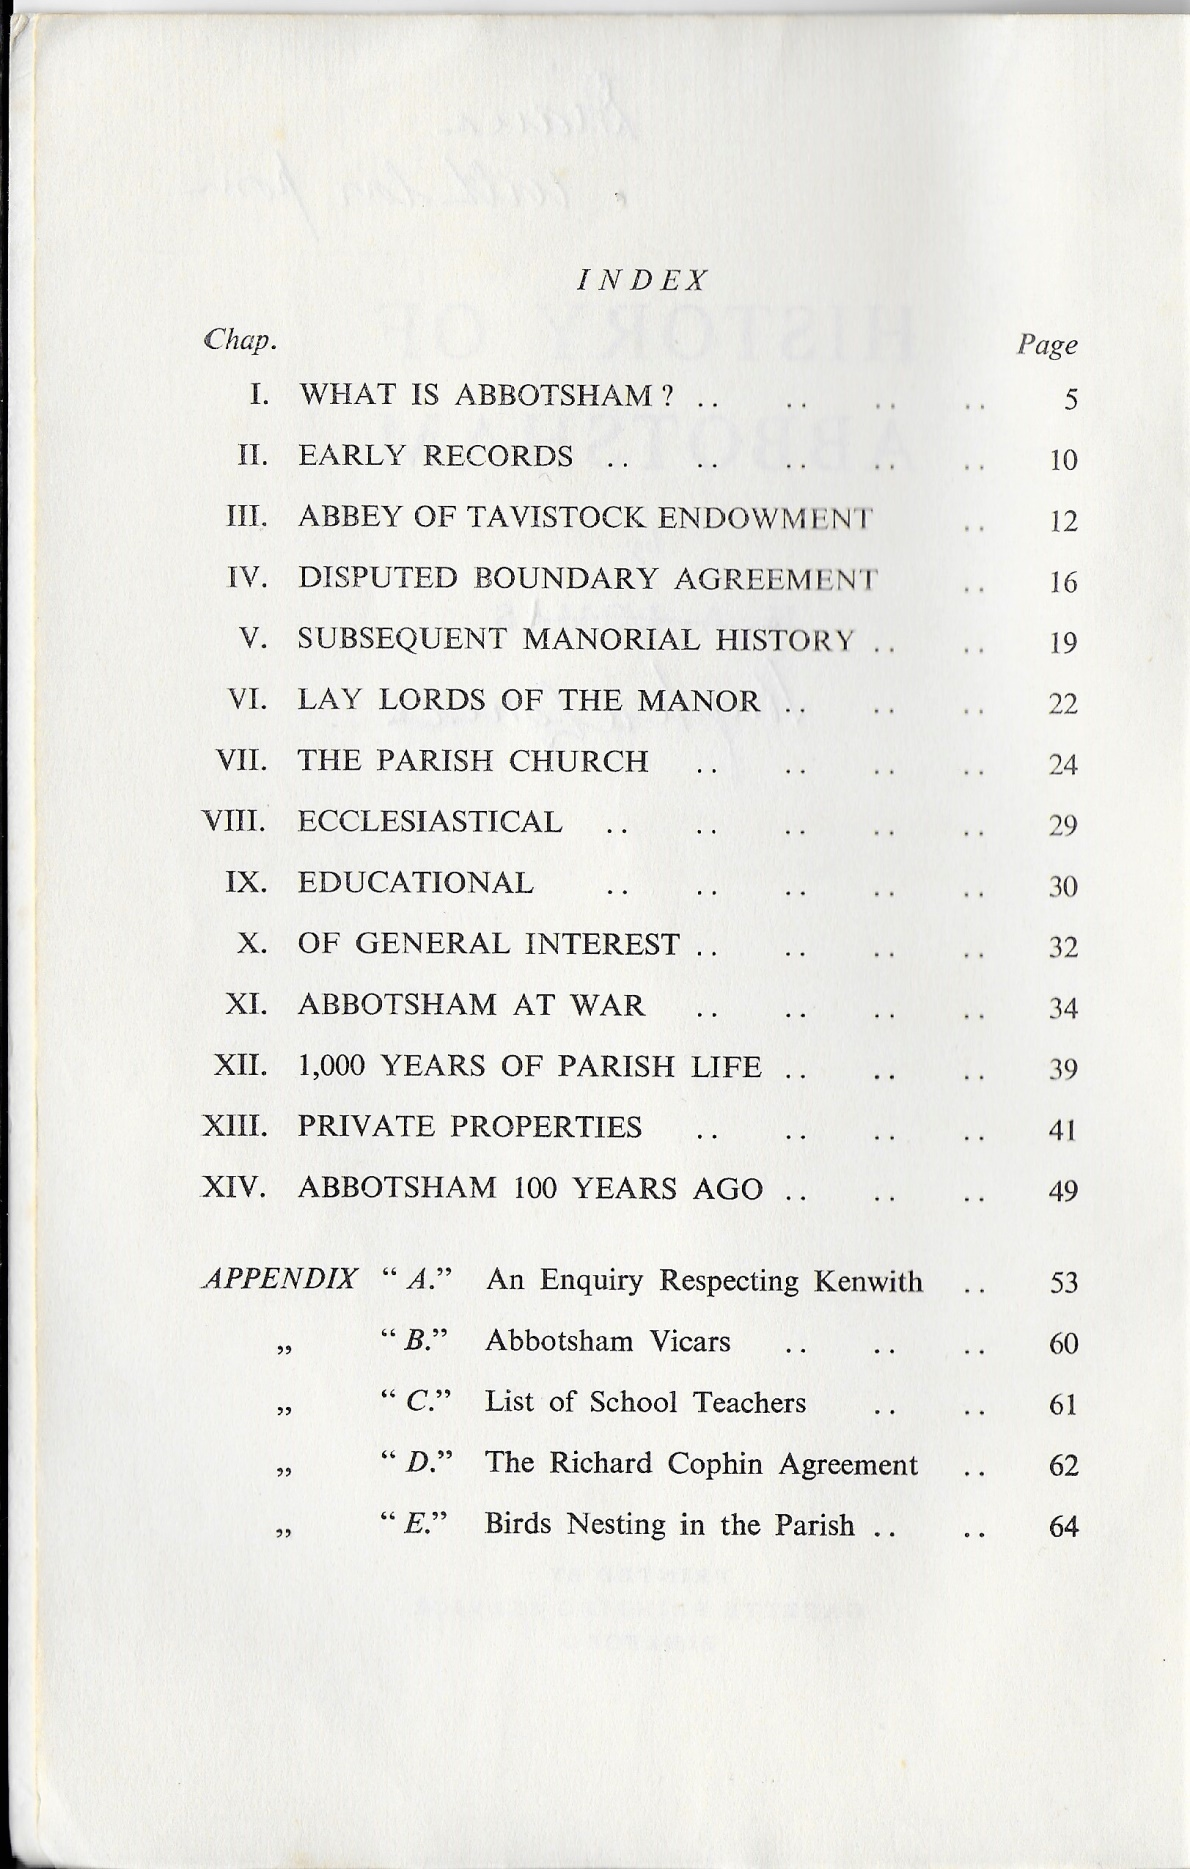 INDEX
Chap. Page
I. WHAT IS ABBOTSHAM? .. .. .. .. 5
II. EARLY RECORDS .. .. .. .. .. 10
III. ABBEY OF TAVISTOCK ENDOWMENT .. 12
IV. DISPUTED BOUNDARY AGREEMENT .. 16
V. SUBSEQUENT MANORIAL HISTORY .. .. 19
VI. LAY LORDS OF THE MANOR .. .. .. 22
VII. THE PARISH CHURCH .. .. .. .. 24
VIII. ECCLESIASTICAL .. .. .. .. .. 29
IX. EDUCATIONAL .. .. .. .. .. 30
X. OF GENERAL INTEREST .. .. .. .. 32
XI. ABBOTSHAM AT WAR .. .. .. .. 34
XII. 1,000 YEARS OF PARISH LIFE .. .. .. 39
XIII. PRIVATE PROPERTIES .. .. .. .. 41
XIV. ABBOTSHAM 100 YEARS AGO .. .. .. 49
APPENDIX “A.” An Enquiry Respecting Kenwith .. 53
„ “B.” Abbotsham Vicars .. .. .. 60
„ “C.” List of School Teachers .. .. 61
„ “D.” The Richard Cophin Agreement .. 62
„ “E.” Birds Nesting in the Parish .. .. 64